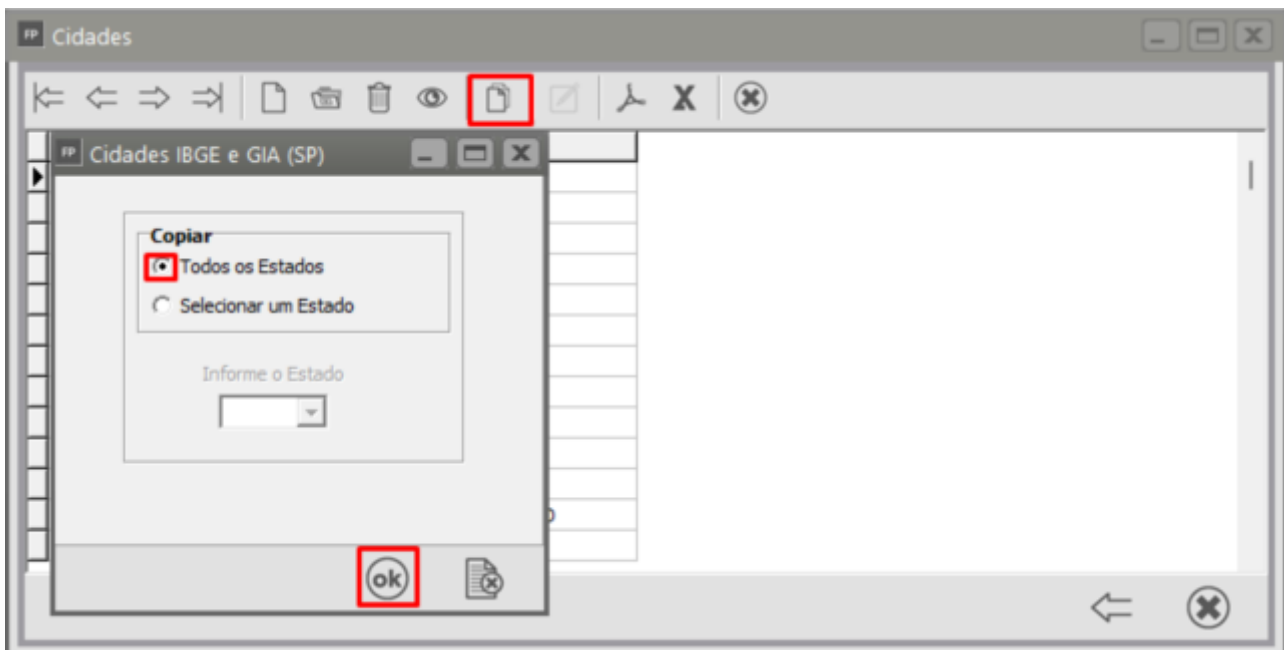 FP Cidades
X
FP Cidades IBGE e GIA (SP)
Copiar
Todos os Estados
Selecionar um Estado
Informe o Estado
ok